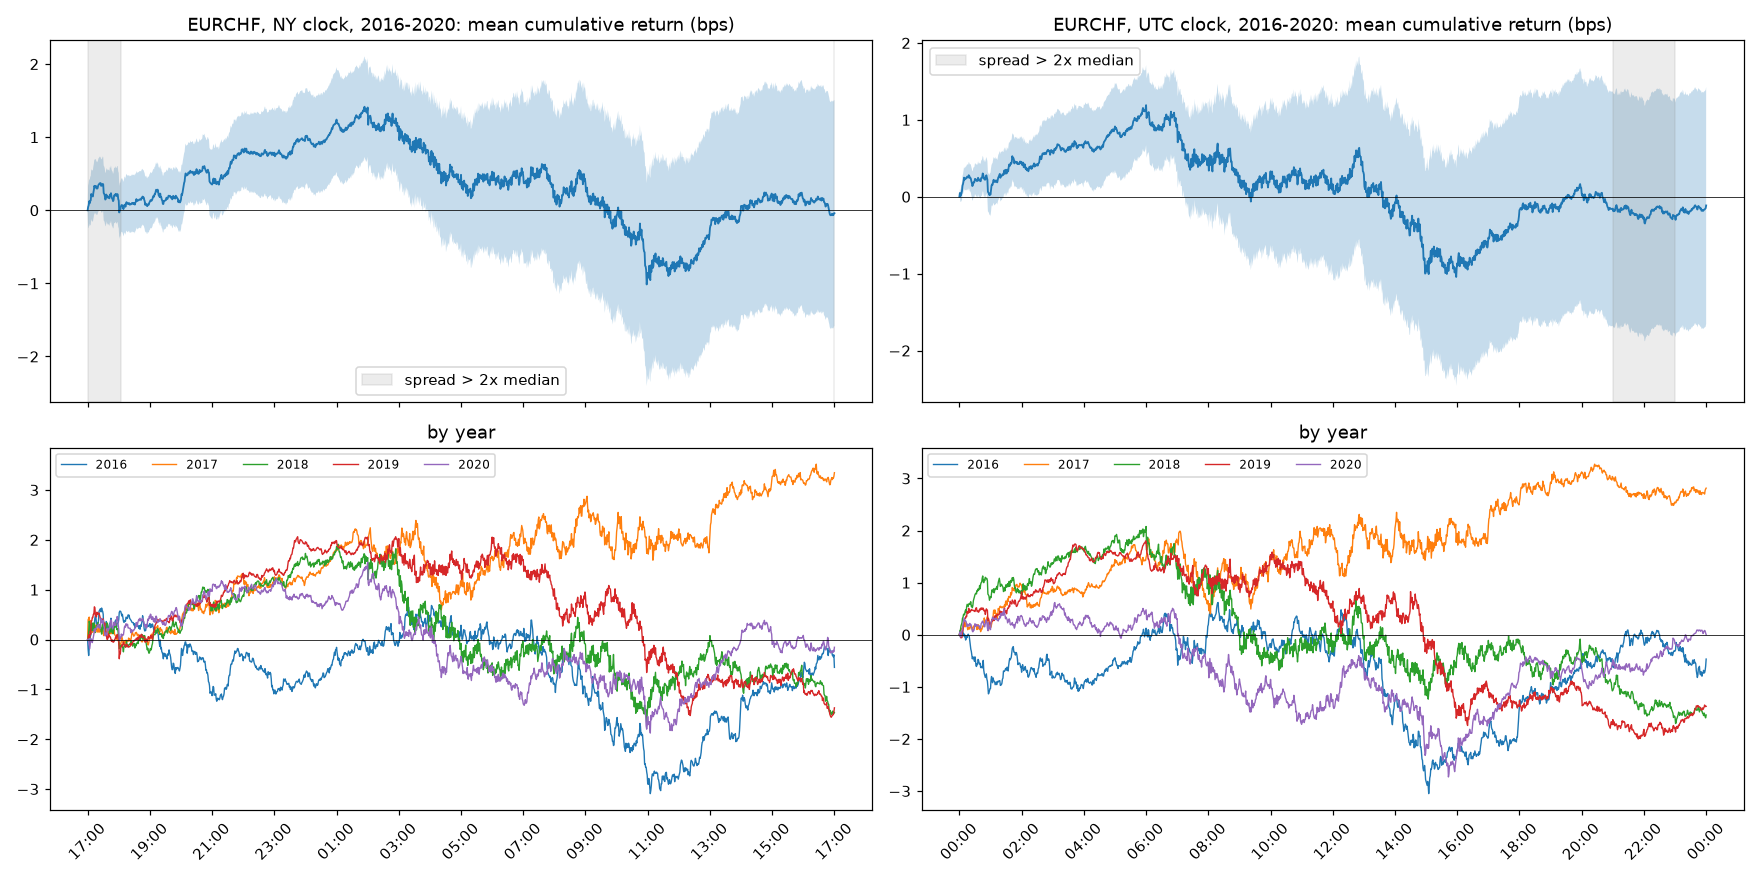 EURCHF, NY clock, 2016-2020: mean cumulative return (bps)
2
1
0
−1
−2
spread > 2x median
EURCHF, UTC clock, 2016-2020: mean cumulative return (bps)
2
1
0
−1
−2
spread > 2x median
by year
2016 2017 2018 2019 2020
3
2
1
0
−1
−2
−3
17:00 19:00 21:00 23:00 01:00 03:00 05:00 07:00 09:00 11:00 13:00 15:00 17:00
by year
2016 2017 2018 2019 2020
3
2
1
0
−1
−2
−3
00:00 02:00 04:00 06:00 08:00 10:00 12:00 14:00 16:00 18:00 20:00 22:00 00:00